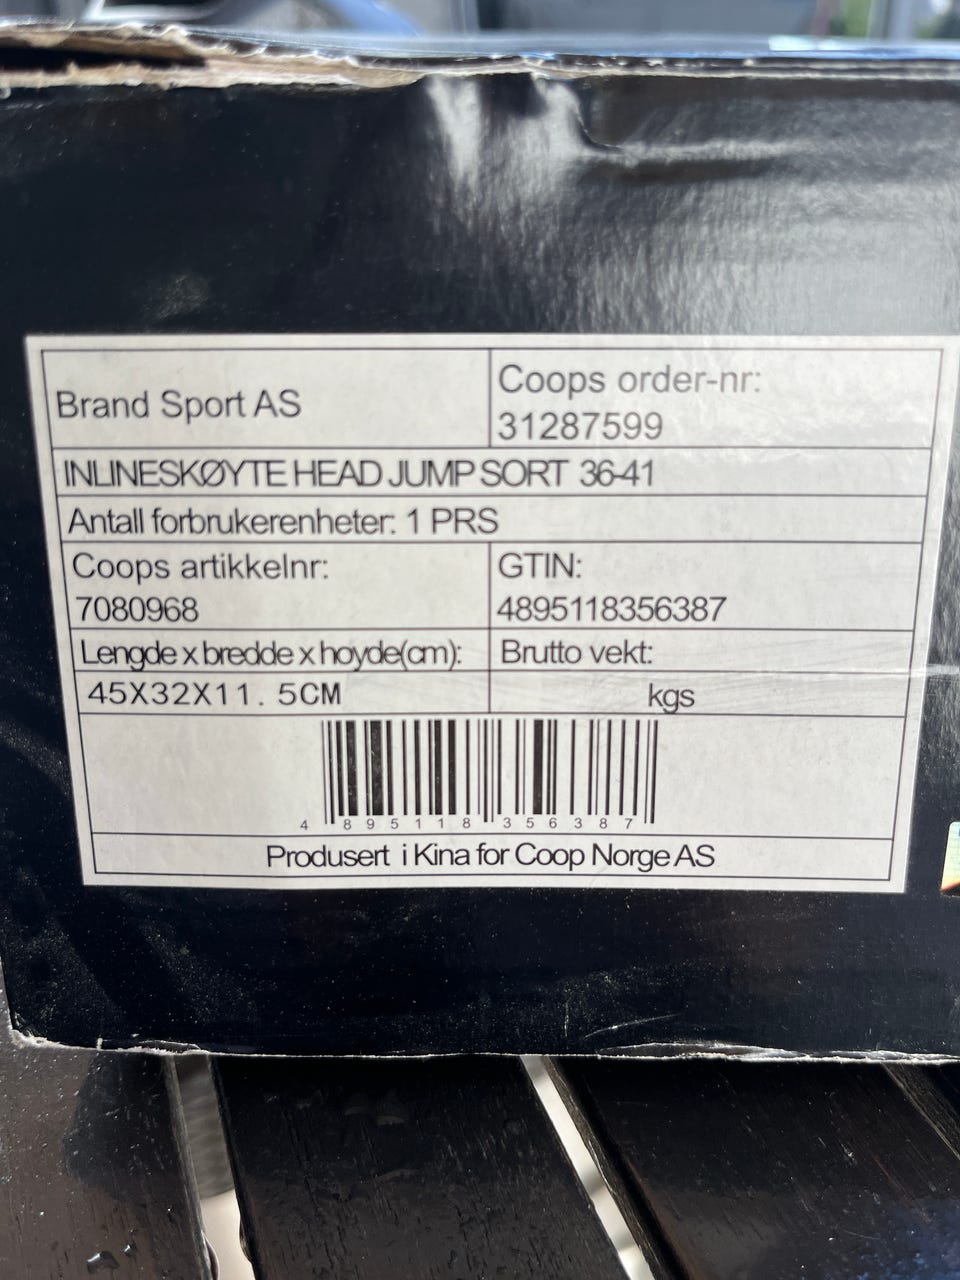 Brand Sport AS
Coops order-nr:
31287599
INLINESKØYTE HEAD JUMP SORT 36-41
Antall forbrukerenheter: 1 PRS
Coops artikkelnr:
7080968
GTIN:
4895118356387
Lengde x bredde x hoyde(cm):
45X32X11. 5CM
Brutto vekt:
kgs
4 895118 356387
Produsert i Kina for Coop Norge AS